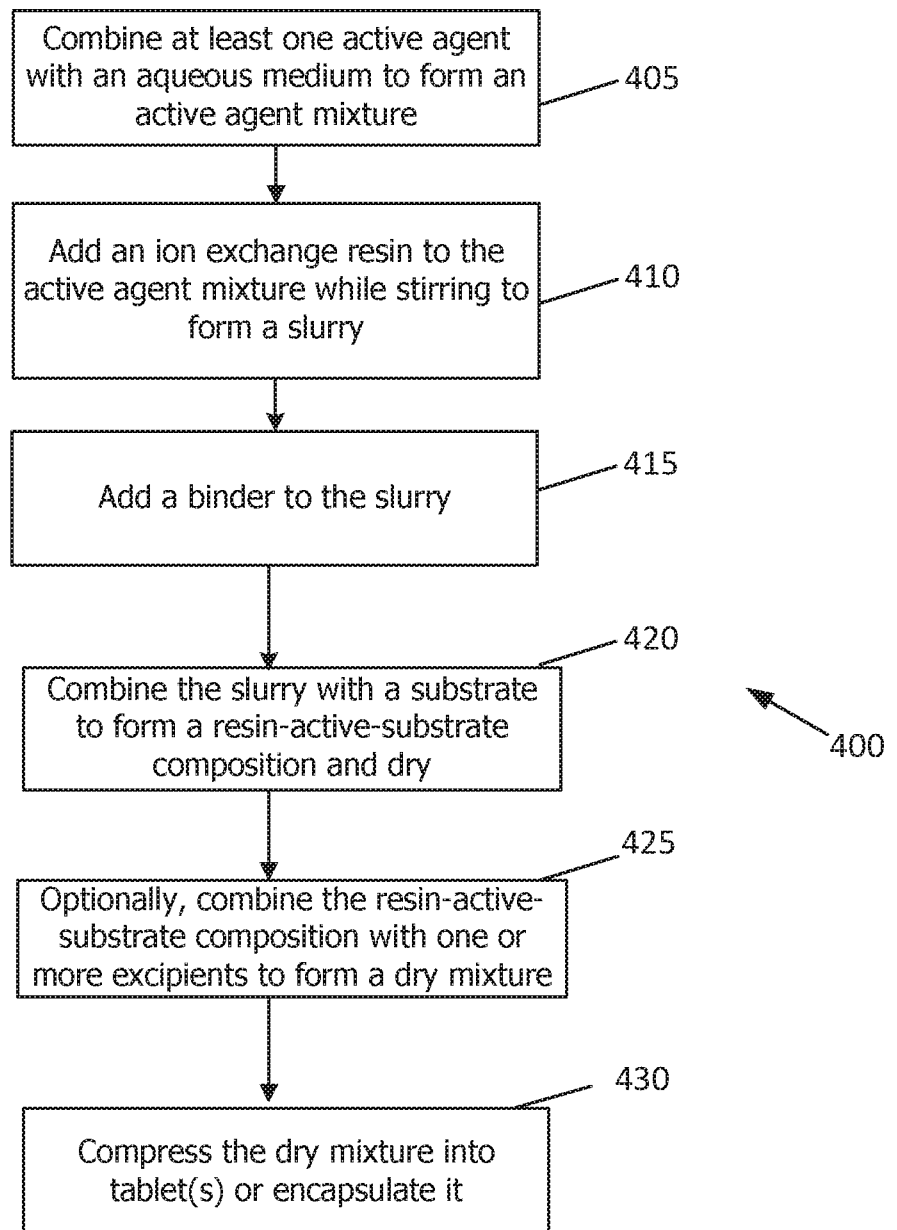 Combine at least one active agent
with an aqueous medium to form an
active agent mixture
405
Add an ion exchange resin to the
active agent mixture while stirring to
form a slurry
410
Add a binder to the slurry
415
420
Combine the slurry with a substrate
to form a resin-active-substrate
composition and dry
400
425
Optionally, combine the resin-active-
substrate composition with one or
more excipients to form a dry mixture
430
Compress the dry mixture into
tablet(s) or encapsulate it